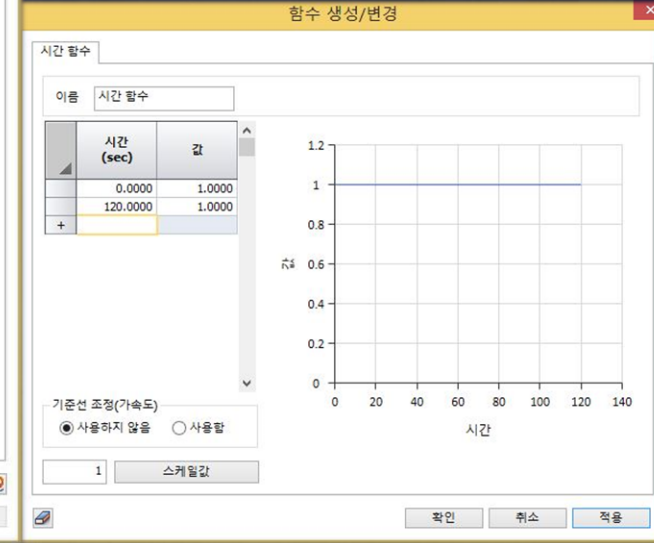 함수 생성/변경
시간 함수
이름 시간 함수
시간 (sec) 값
0.0000 1.0000
120.0000 1.0000
+
기준선 조정(가속도)
사용하지 않음 사용함
1 스케일값
값
1.2
1
0.8
0.6
0.4
0.2
0
0 20 40 60 80 100 120 140
시간
확인 취소 적용